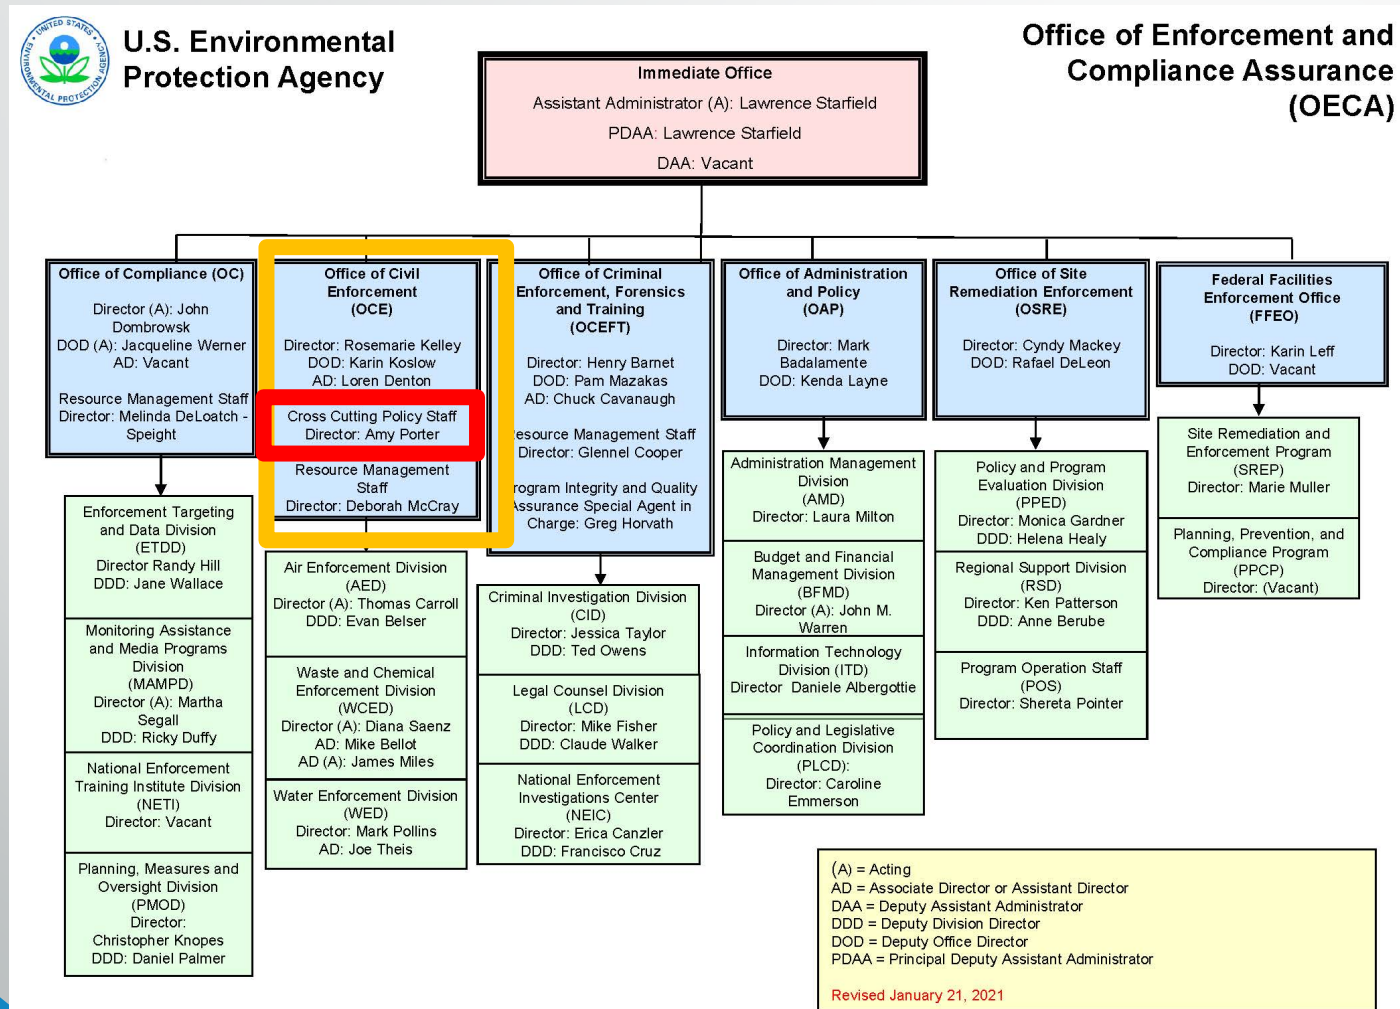 UNITED STATES
ENVIRONMENTAL PROTECTION AGENCY
U.S. Environmental
Protection Agency
Office of Enforcement and
Compliance Assurance
(OECA)
Immediate Office
Assistant Administrator (A): Lawrence Starfield
PDAA: Lawrence Starfield
DAA: Vacant
Office of Compliance (OC)
Director (A): John
Dombrowsk
DOD (A): Jacqueline Werner
AD: Vacant
Resource Management Staff
Director: Melinda DeLoatch -
Speight
Enforcement Targeting
and Data Division
(ETDD)
Director Randy Hill
DDD: Jane Wallace
Monitoring Assistance
and Media Programs
Division
(MAMPD)
Director (A): Martha
Segall
DDD: Ricky Duffy
National Enforcement
Training Institute Division
(NETI)
Director: Vacant
Planning, Measures and
Oversight Division
(PMOD)
Director:
Christopher Knopes
DDD: Daniel Palmer
Office of Civil
Enforcement
(OCE)
Director: Rosemarie Kelley
DOD: Karin Koslow
AD: Loren Denton
Cross Cutting Policy Staff
Director: Amy Porter
Resource Management
Staff
Director: Deborah McCray
Air Enforcement Division
(AED)
Director (A): Thomas Carroll
DDD: Evan Belser
Waste and Chemical
Enforcement Division
(WCED)
Director (A): Diana Saenz
AD: Mike Bellot
AD (A): James Miles
Water Enforcement Division
(WED)
Director: Mark Pollins
AD: Joe Theis
Office of Criminal
Enforcement, Forensics
and Training
(OCEFT)
Director: Henry Barnet
DOD: Pam Mazakas
AD: Chuck Cavanaugh
esource Management Staff
Director: Glennel Cooper
rogram Integrity and Quality
Assurance Special Agent in
Charge: Greg Horvath
Criminal Investigation Division
(CID)
Director: Jessica Taylor
DDD: Ted Owens
Legal Counsel Division
(LCD)
Director: Mike Fisher
DDD: Claude Walker
National Enforcement
Investigations Center
(NEIC)
Director: Erica Canzler
DDD: Francisco Cruz
Office of Administration
and Policy
(OAP)
Director: Mark
Badalamente
DOD: Kenda Layne
Administration Management
Division
(AMD)
Director: Laura Milton
Budget and Financial
Management Division
(BFMD)
Director (A): John M.
Warren
Information Technology
Division (ITD)
Director Daniele Albergottie
Policy and Legislative
Coordination Division
(PLCD):
Director: Caroline
Emmerson
Office of Site
Remediation Enforcement
(OSRE)
Director: Cyndy Mackey
DOD: Rafael DeLeon
Policy and Program
Evaluation Division
(PPED)
Director: Monica Gardner
DDD: Helena Healy
Regional Support Division
(RSD)
Director: Ken Patterson
DDD: Anne Berube
Program Operation Staff
(POS)
Director: Shereta Pointer
Federal Facilities
Enforcement Office
(FFEO)
Director: Karin Leff
DOD: Vacant
Site Remediation and
Enforcement Program
(SREP)
Director: Marie Muller
Planning, Prevention, and
Compliance Program
(PPCP)
Director: (Vacant)
(A) = Acting
AD = Associate Director or Assistant Director
DAA = Deputy Assistant Administrator
DDD = Deputy Division Director
DOD = Deputy Office Director
PDAA = Principal Deputy Assistant Administrator
Revised January 21, 2021